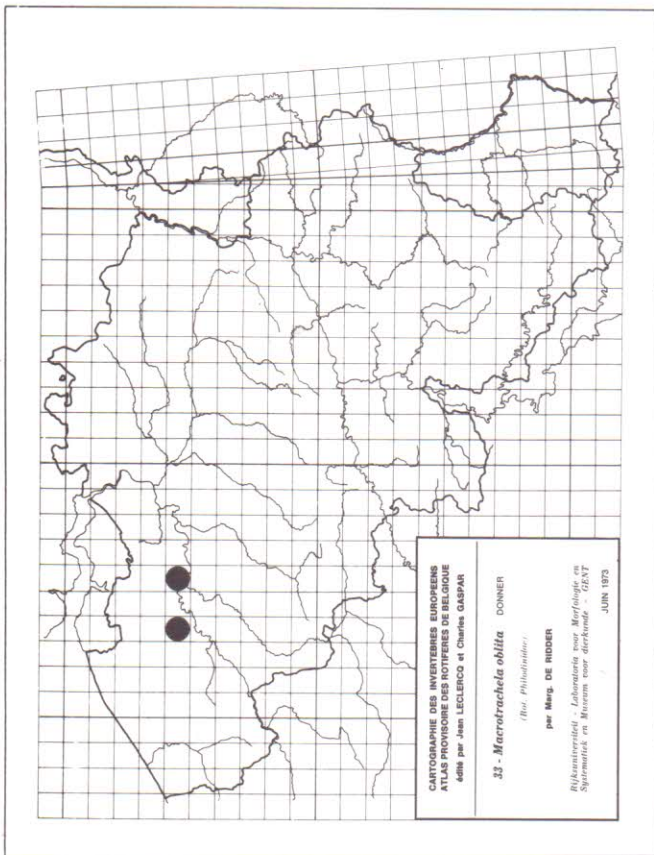 CARTOGRAPHIE DES INVERTEBRES EUROPEENS
ATLAS PROVISOIRE DES ROTIFERES DE BELGIQUE
édité par Jean LECLERCQ et Charles GASPAR
33 - Macrotrachela oblita DONNER
(Rot. Philodinidae)
par Marg. DE RIDDER
Rijksuniversiteit - Laboratoria voor Morfologie en
Systematiek en Museum voor dierkunde - GENT
JUIN 1973